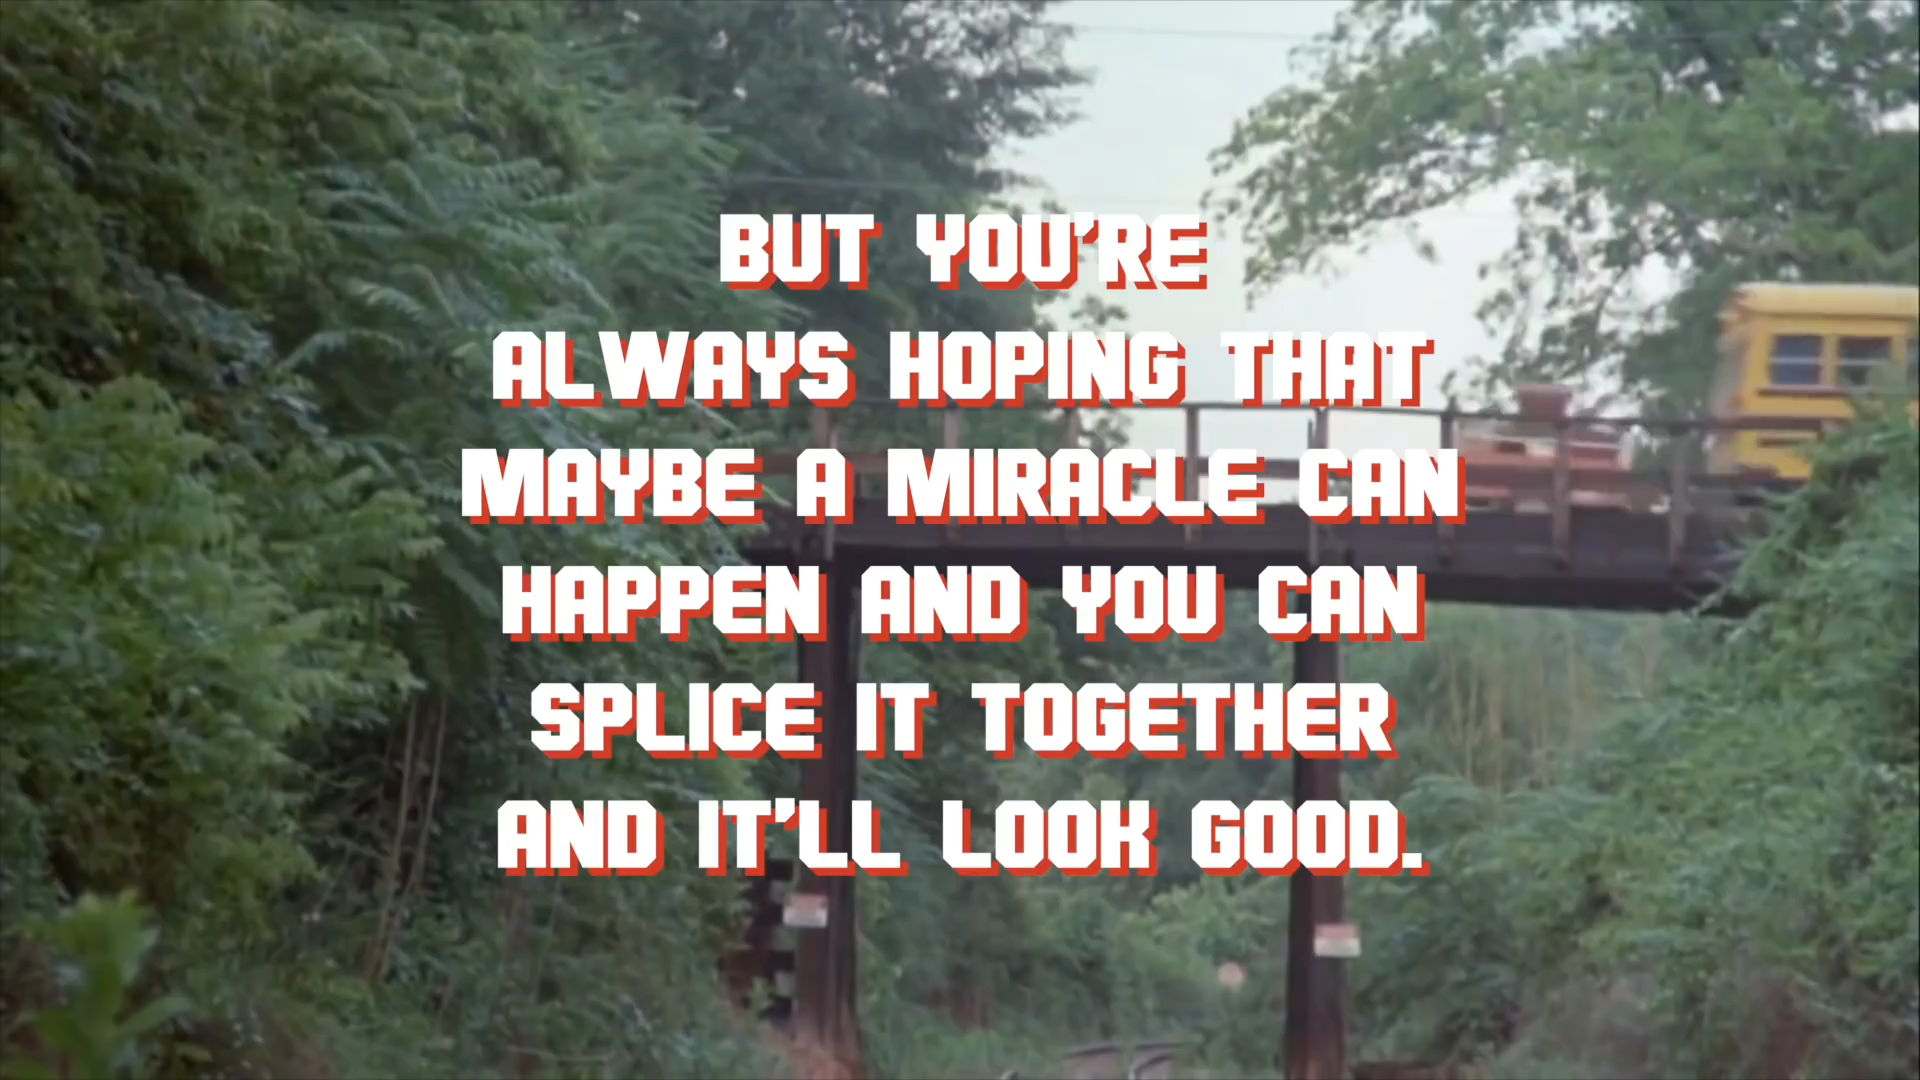 BUT YOU'RE
ALWAYS HOPING THAT
MAYBE A MIRACLE CAN
HAPPEN AND YOU CAN
SPLICE IT TOGETHER
AND IT'LL LOOK GOOD.